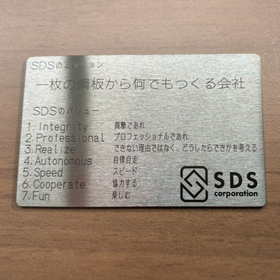 SDSのミッション
一枚の鋼板から何でもつくる会社
SDSのバリュー
1.Integrity 真摯であれ
2.Professional プロフェッショナルであれ
3.Realize できない理由ではなく、どうしたらできかを考える
4.Autonomous 自律自走
5.Speed スピード
6.Cooperate 協力する
7.Fun 楽しむ
SDS
corporation